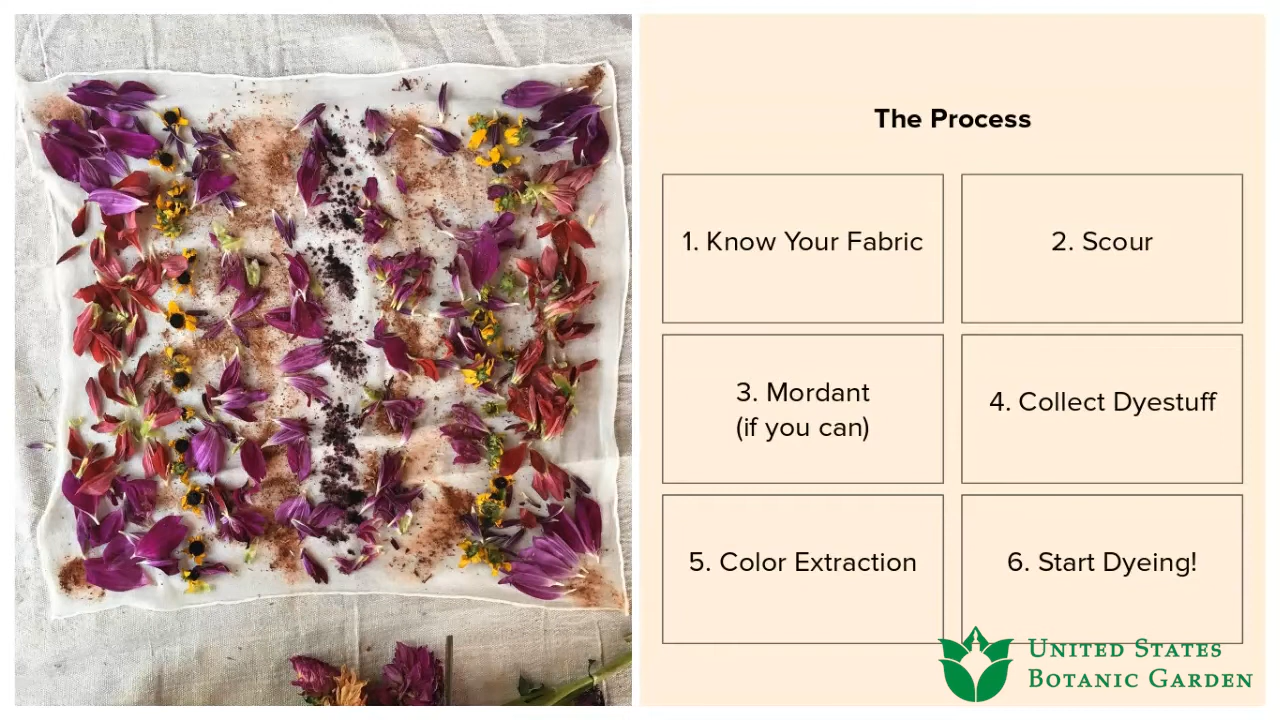 The Process
1. Know Your Fabric
2. Scour
3. Mordant
(if you can)
4. Collect Dyestuff
5. Color Extraction
6. Start Dyeing!
UNITED STATES
BOTANIC GARDEN